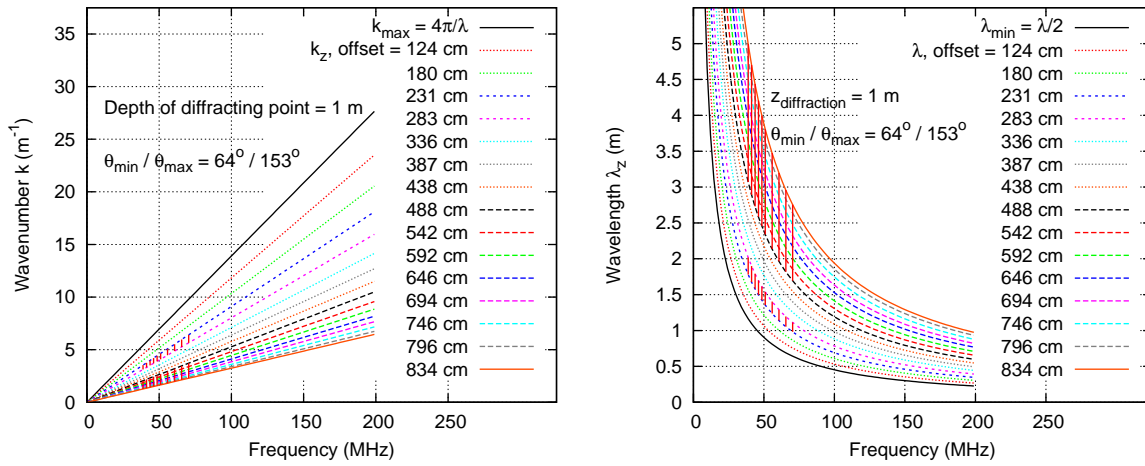 35
30
25
20
15
10
5
0
Wavenumber k (m⁻¹)
k_max = 4π/λ
k_z, offset = 124 cm
180 cm
231 cm
283 cm
336 cm
387 cm
438 cm
488 cm
542 cm
592 cm
646 cm
694 cm
746 cm
796 cm
834 cm
Depth of diffracting point = 1 m
θ_min / θ_max = 64° / 153°
0 50 100 150 200 250
Frequency (MHz)
5
4.5
4
3.5
3
2.5
2
1.5
1
0.5
0
Wavelength λ_z (m)
λ_min = λ/2
λ, offset = 124 cm
180 cm
231 cm
283 cm
336 cm
387 cm
438 cm
488 cm
542 cm
592 cm
646 cm
694 cm
746 cm
796 cm
834 cm
z_diffraction = 1 m
θ_min / θ_max = 64° / 153°
0 50 100 150 200 250
Frequency (MHz)